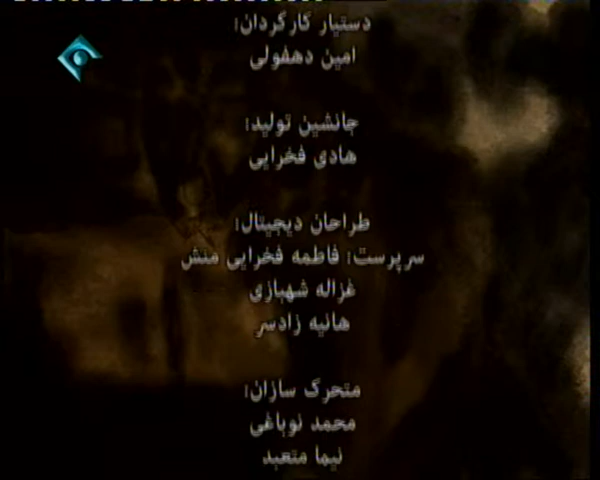 دستیار کارگردان:
امین دهقولی
جانشین تولید:
هادی فخرایی
طراحان دیجیتال:
سرپرست: فاطمه فخرایی منش
غزاله شهبازی
هانیه زادسر
متحرک سازان:
محمد نوباغی
نیما متعبد